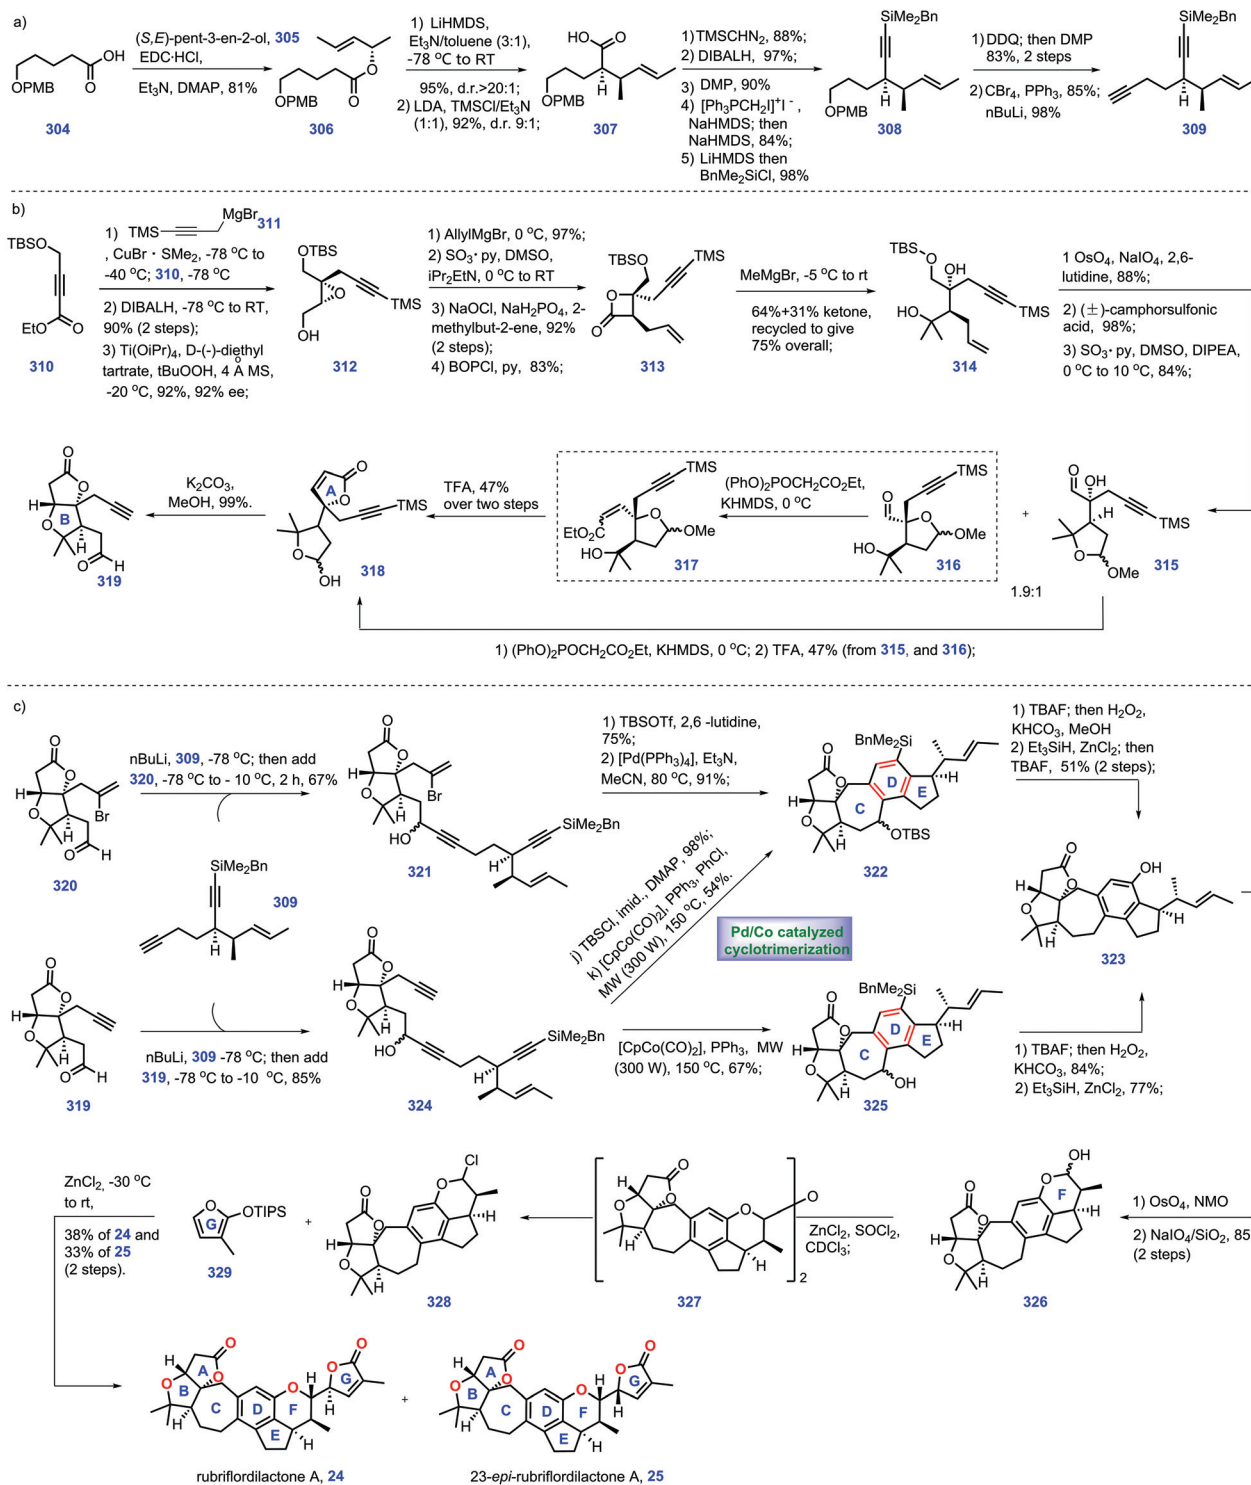 a)
OH
O
OPMB
304
(S,E)-pent-3-en-2-ol, 305
EDC·HCl,
Et3N, DMAP, 81%
O
O
OPMB
306
1) LiHMDS,
Et3N/toluene (3:1),
-78 °C to RT
95%, d.r.>20:1;
2) LDA, TMSCl/Et3N
(1:1), 92%, d.r. 9:1;
HO
O
H
OPMB
307
1)TMSCHN2, 88%;
2) DIBALH, 97%;
3) DMP, 90%
4) [Ph3PCH2I]+I-,
NaHMDS; then
NaHMDS, 84%;
5) LiHMDS then
BnMe2SiCl, 98%
SiMe2Bn
H
OPMB
308
1) DDQ; then DMP
83%, 2 steps
2) CBr4, PPh3, 85%;
nBuLi, 98%
SiMe2Bn
H
309
b)
TBSO
EtO
O
310
1)
TMS
MgBr
311
, CuBr · SMe2, -78 °C to
-40 °C; 310, -78 °C
2) DIBALH, -78 °C to RT,
90% (2 steps);
3) Ti(OiPr)4, D-(-)-diethyl
tartrate, tBuOOH, 4 Å MS,
-20 °C, 92%, 92% ee;
OTBS
O
TMS
HO
312
1) AllylMgBr, 0 °C, 97%;
2) SO3· py, DMSO,
iPr2EtN, 0 °C to RT
3) NaOCl, NaH2PO4, 2-
methylbut-2-ene, 92%
(2 steps);
4) BOPCl, py, 83%;
TBSO
TMS
O
O
H
313
MeMgBr, -5 °C to rt
64%+31% ketone,
recycled to give
75% overall;
TBSO
OH
TMS
HO
314
1 OsO4, NaIO4, 2,6-
lutidine, 88%;
2) (±)-camphorsulfonic
acid, 98%;
3) SO3· py, DMSO, DIPEA,
0 °C to 10 °C, 84%;
O
O
H
B
O
H
O
H
319
K2CO3,
MeOH, 99%.
O
A
O
TMS
O
OH
318
TFA, 47%
over two steps
TMS
EtO2C
O
OMe
HO
317
(PhO)2POCH2CO2Et,
KHMDS, 0 °C
TMS
O
O
OMe
HO
316
+
1.9:1
O
OH
H
TMS
O
OMe
315
1) (PhO)2POCH2CO2Et, KHMDS, 0 °C; 2) TFA, 47% (from 315, and 316);
c)
O
O
H
O
Br
H
O
H
320
nBuLi, 309, -78 °C; then add
320, -78 °C to - 10 °C, 2 h, 67%
SiMe2Bn
309
H
O
O
H
O
H
O
H
319
nBuLi, 309 -78 °C; then add
319, -78 °C to -10 °C, 85%
O
O
H
O
Br
H
HO
SiMe2Bn
H
321
O
O
H
O
H
HO
SiMe2Bn
H
324
1) TBSOTf, 2,6 -lutidine,
75%;
2) [Pd(PPh3)4], Et3N,
MeCN, 80 °C, 91%;
j) TBSCl, imid., DMAP, 98%;
k) [CpCo(CO)2], PPh3, PhCl,
MW (300 W), 150 °C, 54%.
[CpCo(CO)2], PPh3, MW
(300 W), 150 °C, 67%;
Pd/Co catalyzed
cyclotrimerization
BnMe2Si
O
O
H
O
H
C
D
E
H
OTBS
322
BnMe2Si
O
O
H
O
H
C
D
E
H
OH
325
1) TBAF; then H2O2,
KHCO3, MeOH
2) Et3SiH, ZnCl2; then
TBAF, 51% (2 steps);
O
O
OH
H
O
H
H
323
1) TBAF; then H2O2,
KHCO3, 84%;
2) Et3SiH, ZnCl2, 77%;
ZnCl2, -30 °C
to rt,
38% of 24 and
33% of 25
(2 steps).
O
G
OTIPS
329
+
Cl
O
O
O
H
O
H
H
328
H
O
O
O
O
H
H
O
2
327
ZnCl2, SOCl2,
CDCl3;
OH
O
F
O
O
H
O
H
H
326
1) OsO4, NMO
2) NaIO4/SiO2, 85
(2 steps)
O
H
A
O
O
B
C
D
E
F
O
H
H
H
H
O
O
G
rubriflordilactone A, 24
+
O
H
A
O
O
B
C
D
E
F
O
H
H
H
H
O
O
G
23-epi-rubriflordilactone A, 25